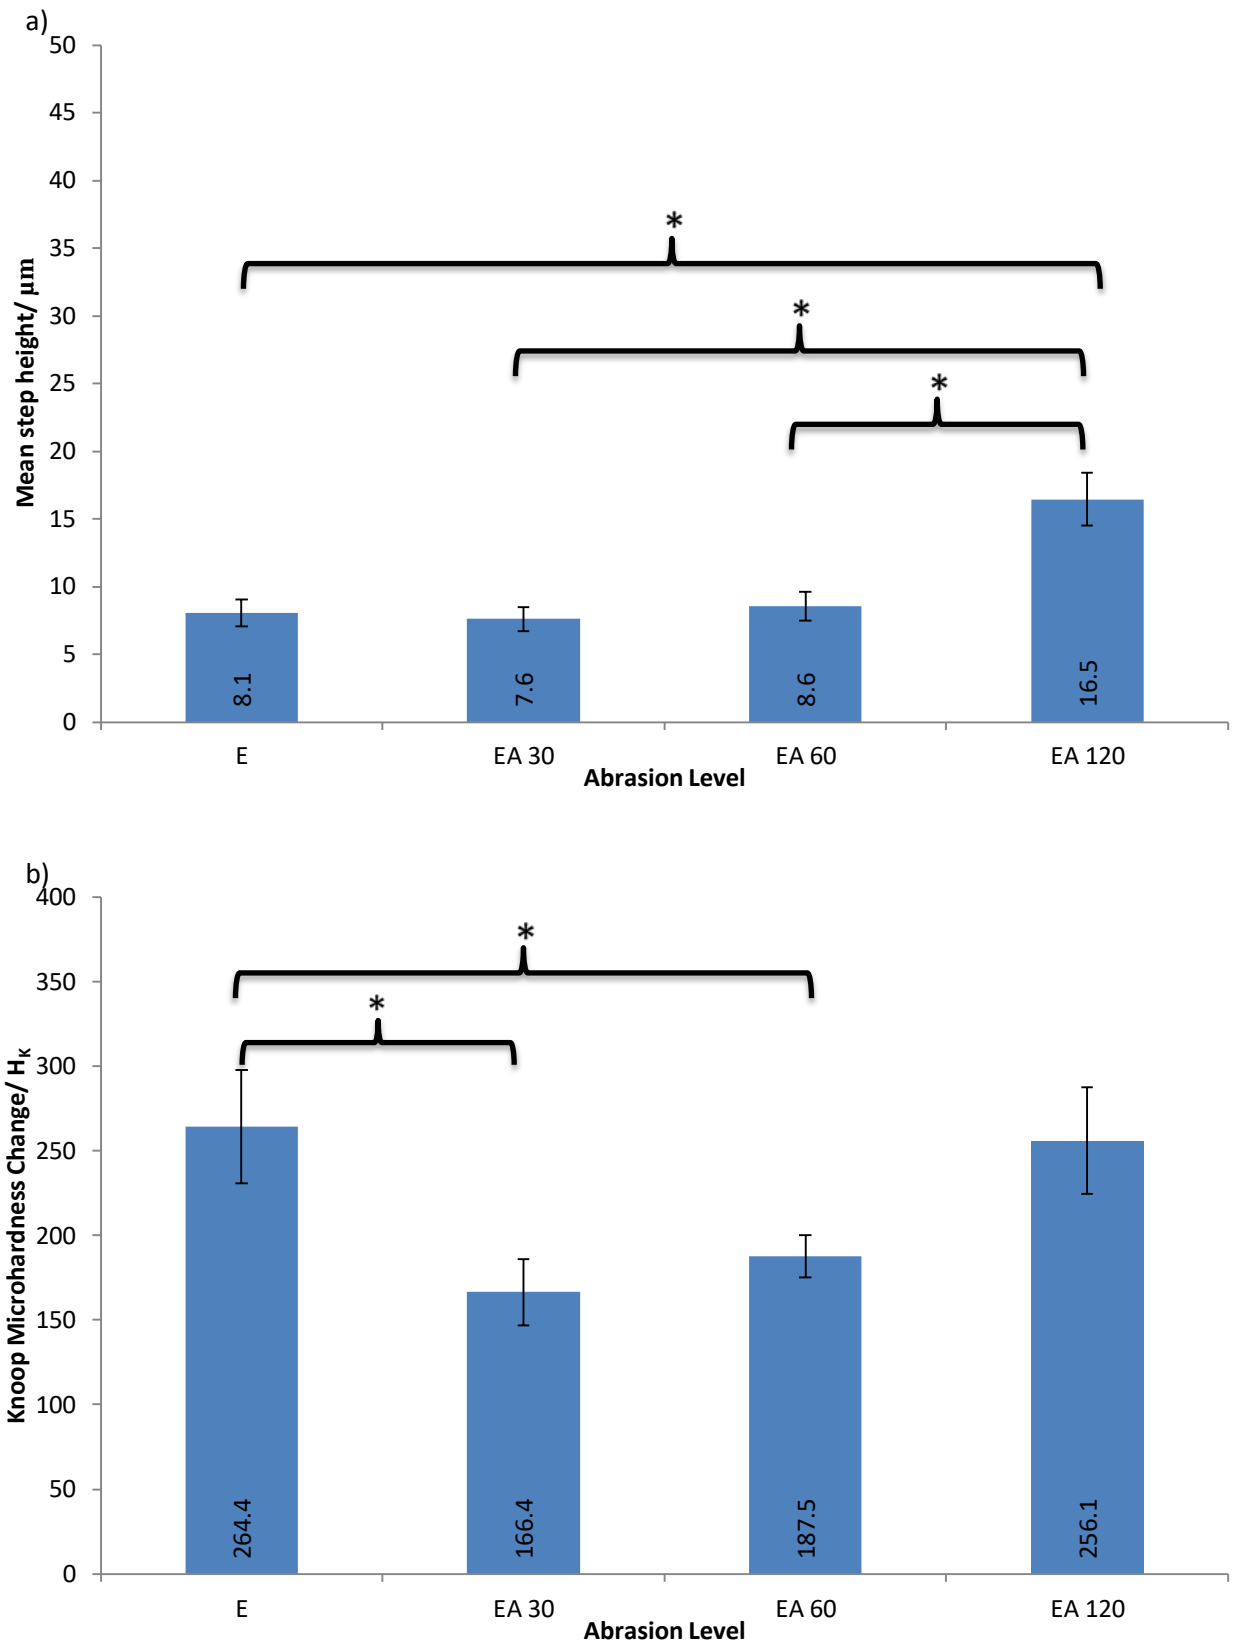 a)
50
45
40
35
30
25
20
15
10
5
0
Mean step height/ μm
*
*
*
8.1
7.6
8.6
16.5
E
EA 30
EA 60
EA 120
Abrasion Level
b)
400
350
300
250
200
150
100
50
0
Knoop Microhardness Change/ H_K
*
*
264.4
166.4
187.5
256.1
E
EA 30
EA 60
EA 120
Abrasion Level